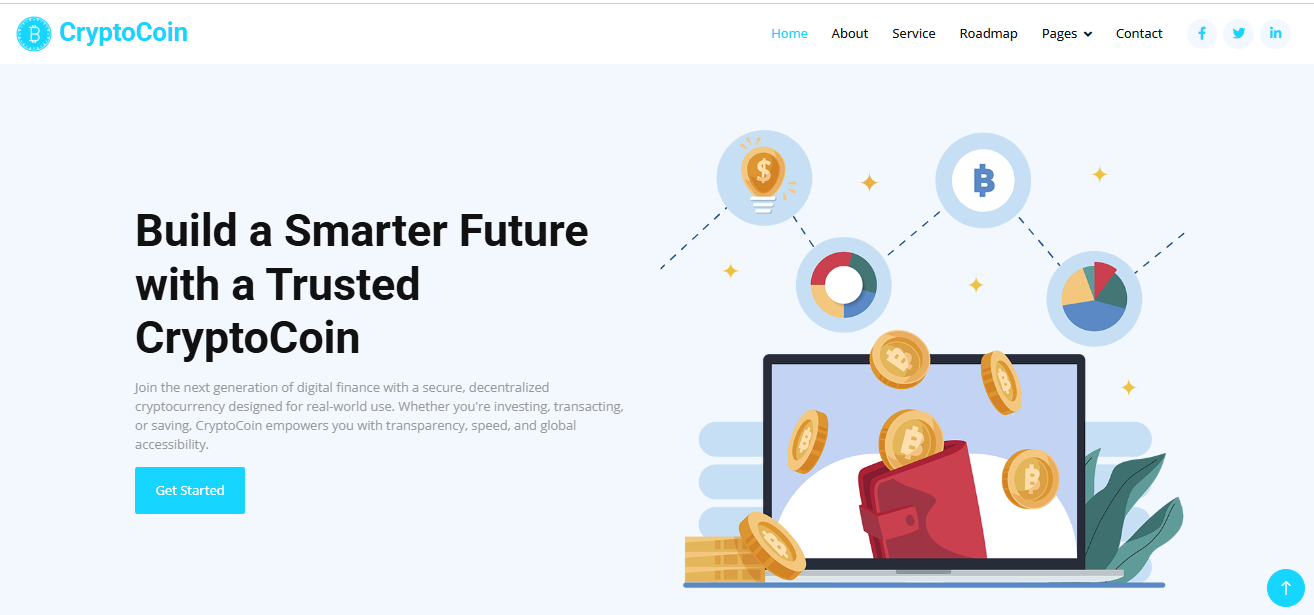 CryptoCoin
Home About Service Roadmap Pages Contact
Build a Smarter Future
with a Trusted
CryptoCoin
Join the next generation of digital finance with a secure, decentralized
cryptocurrency designed for real-world use. Whether you're investing, transacting,
or saving, CryptoCoin empowers you with transparency, speed, and global
accessibility.
Get Started